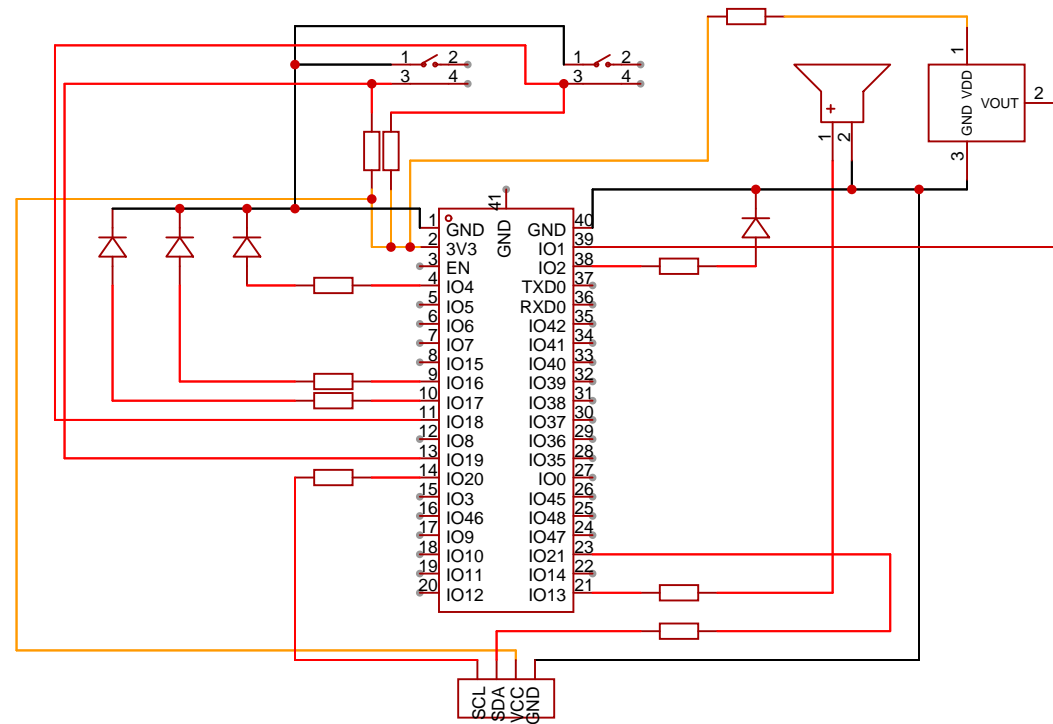 1 2
3 4
1 2
3 4
+
1
2
1
GND VDD
VOUT
2
3
41
GND
1 GND
2 3V3
3 EN
4 IO4
5 IO5
6 IO6
7 IO7
8 IO15
9 IO16
10 IO17
11 IO18
12 IO8
13 IO19
14 IO20
15 IO3
16 IO46
17 IO9
18 IO10
19 IO11
20 IO12
GND 40
IO1 39
IO2 38
TXD0 37
RXD0 36
IO42 35
IO41 34
IO40 33
IO39 32
IO38 31
IO37 30
IO36 29
IO35 28
IO0 27
IO45 26
IO48 25
IO47 24
IO21 23
IO14 22
IO13 21
SCL
SDA
VCC
GND